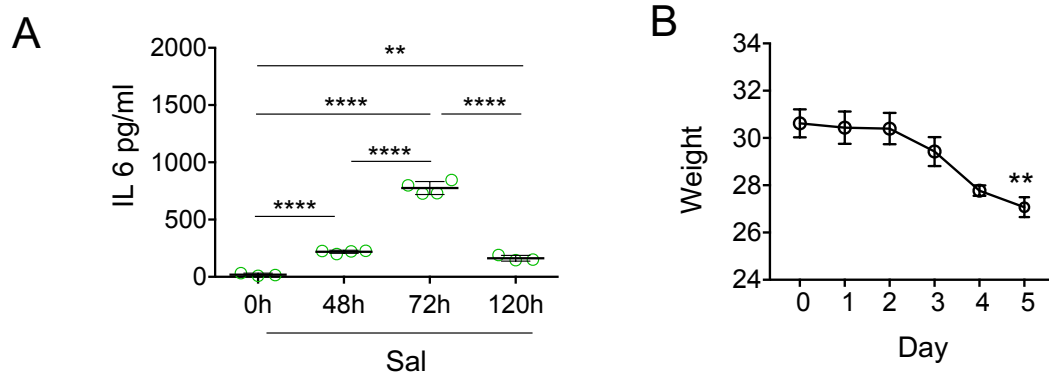 A
IL 6 pg/ml
2000
1500
1000
500
0
**
****
****
****
****
0h 48h 72h 120h
Sal
B
Weight
34
32
30
28
26
24
**
0 1 2 3 4 5
Day